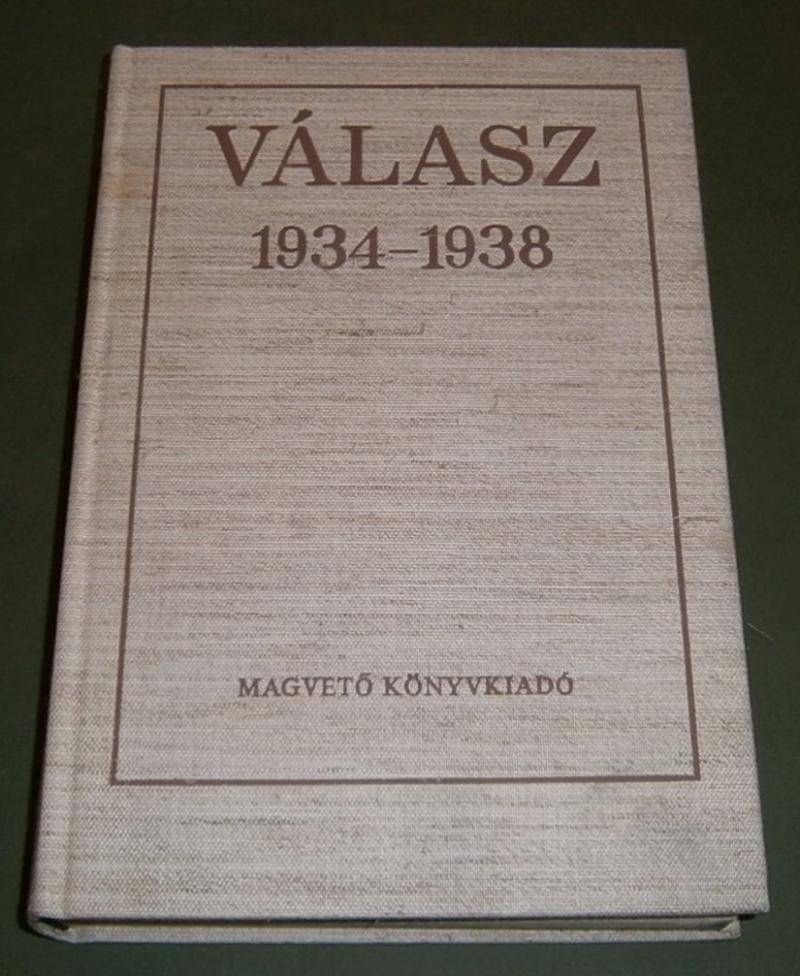 VÁLASZ
1934–1938
MAGVETŐ KÖNYVKIADÓ